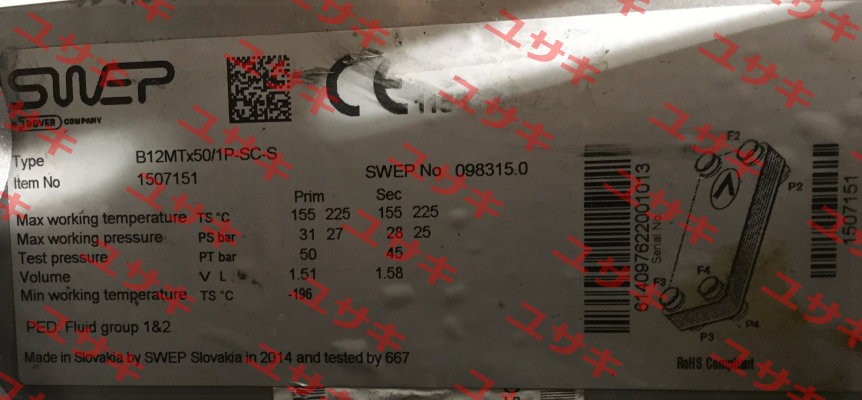 SWEP
A DOVER COMPANY
CE
Type B12MTx50/1P-SC-S
Item No 1507151
SWEP No 098315.0
Prim Sec
Max working temperature TS °C 155 225 155 225
Max working pressure PS bar 31 27 28 25
Test pressure PT bar 50 45
Volume V L 1.51 1.58
Min working temperature TS °C -196
PED, Fluid group 1&2
Made in Slovakia by SWEP Slovakia in 2014 and tested by 667
6140976220001013
Serial No
F2
P2
F3
F4
P3
P4
1507151
RoHS Compliant
ユサキ